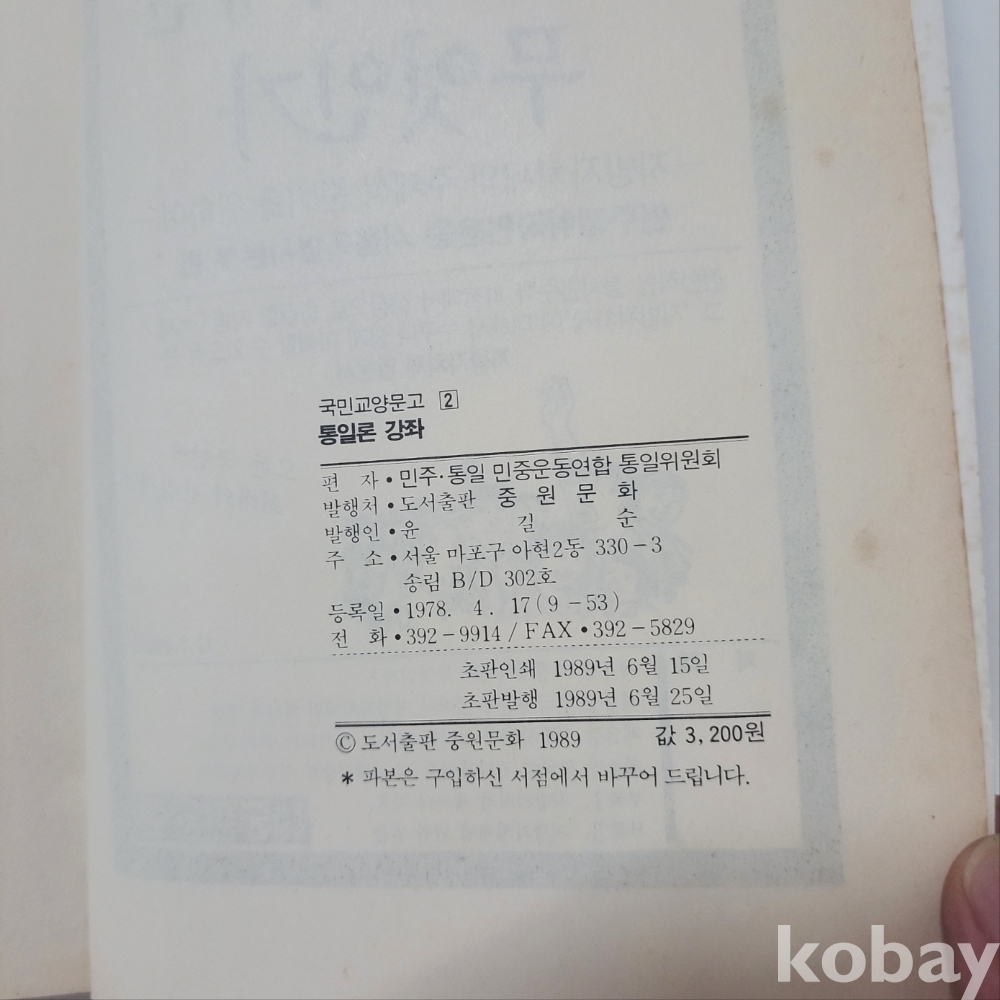 국민교양문고 2
통일론 강좌
편 자 • 민주·통일 민중운동연합 통일위원회
발행처 • 도서출판 중 원 문 화
발행인 • 윤 길 순
주 소 • 서울 마포구 아현2동 330-3
송림 B/D 302호
등록일 • 1978. 4. 17(9-53)
전 화 • 392-9914 / FAX • 392-5829
초판인쇄 1989년 6월 15일
초판발행 1989년 6월 25일
ⓒ 도서출판 중원문화 1989 값 3,200원
* 파본은 구입하신 서점에서 바꾸어 드립니다.
kobay